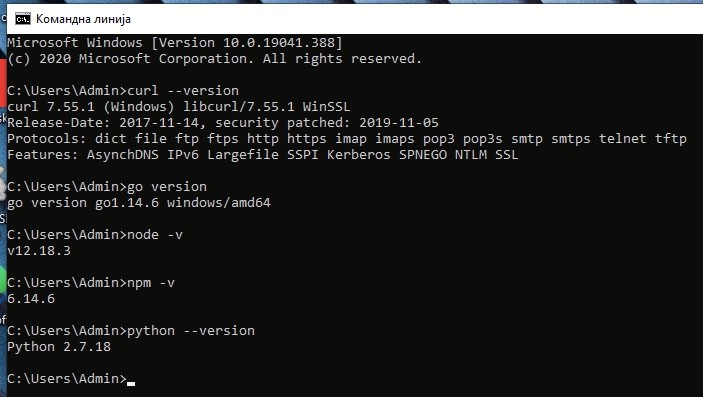 Командна линија
Microsoft Windows [Version 10.0.19041.388]
(c) 2020 Microsoft Corporation. All rights reserved.
C:\Users\Admin>curl --version
curl 7.55.1 (Windows) libcurl/7.55.1 WinSSL
Release-Date: 2017-11-14, security patched: 2019-11-05
Protocols: dict file ftp ftps http https imap imaps pop3 pop3s smtp smtps telnet tftp
Features: AsynchDNS IPv6 Largefile SSPI Kerberos SPNEGO NTLM SSL
C:\Users\Admin>go version
go version go1.14.6 windows/amd64
C:\Users\Admin>node -v
v12.18.3
C:\Users\Admin>npm -v
6.14.6
C:\Users\Admin>python --version
Python 2.7.18
C:\Users\Admin>